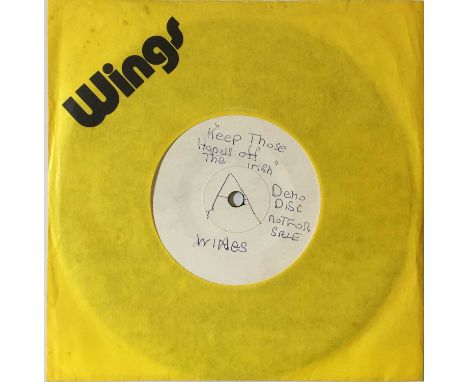 Wings
"Keep Those
Hands off
The irish"
A
Demo
Disc
NOT FOR
SALE
WINGS